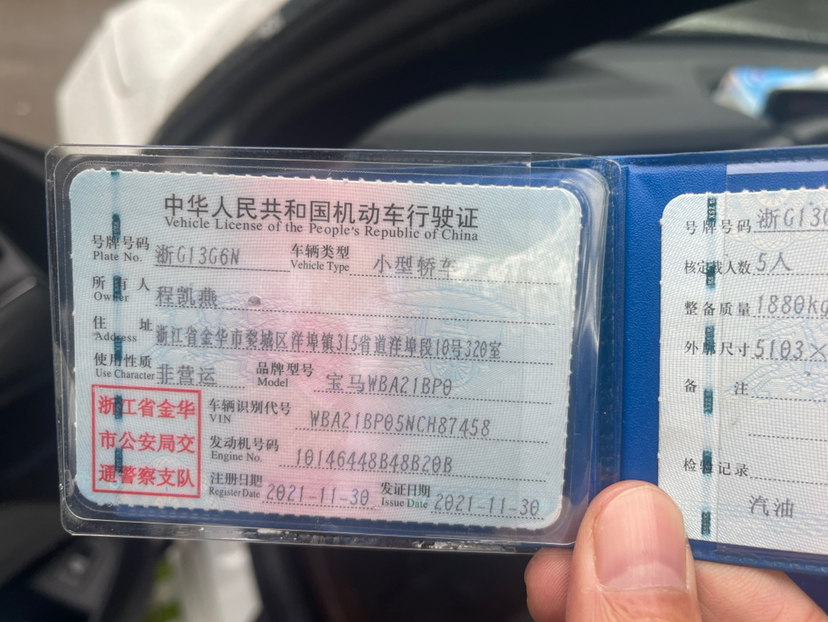 中华人民共和国机动车行驶证
Vehicle License of the People's Republic of China
号牌号码 浙G13G6N 车辆类型 小型轿车
Plate No. Vehicle Type
所有人 程凯燕
Owner
住址 浙江省金华市婺城区洋埠镇315省道洋埠段10号320室
Address
使用性质 非营运 品牌型号 宝马WBA21BP0
Use Character Model
浙江省金华
市公安局交
通警察支队
车辆识别代号 WBA21BP05NCH87458
VIN
发动机号码 10146448B48B20B
Engine No.
注册日期 2021-11-30 发证日期 2021-11-30
Register Date Issue Date
号牌号码 浙G13G
核定载人数 5人
整备质量 1880kg
外廓尺寸 5103×
备注
检验记录
汽油